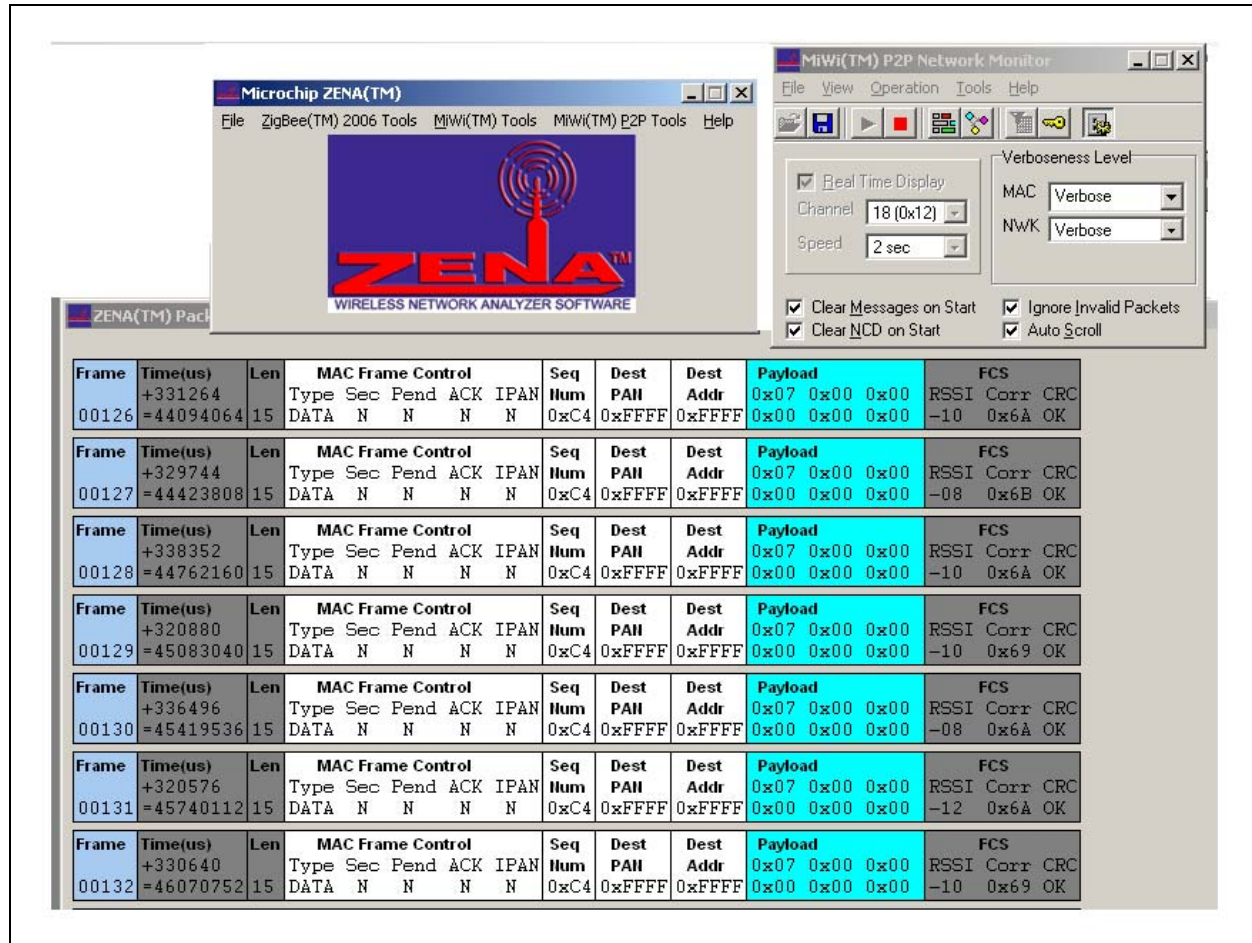 Microchip ZENA(TM)
File ZigBee(TM) 2006 Tools MiWi(TM) Tools MiWi(TM) P2P Tools Help
ZENA TM
WIRELESS NETWORK ANALYZER SOFTWARE
MiWi(TM) P2P Network Monitor
File View Operation Tools Help
Real Time Display
Channel 18 (0x12)
Speed 2 sec
Verboseness Level
MAC Verbose
NWK Verbose
Clear Messages on Start Ignore Invalid Packets
Clear NCD on Start Auto Scroll
ZENA(TM) Pack
Frame Time(us) Len MAC Frame Control Seq Dest Dest Payload FCS
+331264 Type Sec Pend ACK IPAN Num PAN Addr 0x07 0x00 0x00 RSSI Corr CRC
00126 =44094064 15 DATA N N N N 0xC4 0xFFFF 0xFFFF 0x00 0x00 0x00 -10 0x6A OK
Frame Time(us) Len MAC Frame Control Seq Dest Dest Payload FCS
+329744 Type Sec Pend ACK IPAN Num PAN Addr 0x07 0x00 0x00 RSSI Corr CRC
00127 =44423808 15 DATA N N N N 0xC4 0xFFFF 0xFFFF 0x00 0x00 0x00 -08 0x6B OK
Frame Time(us) Len MAC Frame Control Seq Dest Dest Payload FCS
+338352 Type Sec Pend ACK IPAN Num PAN Addr 0x07 0x00 0x00 RSSI Corr CRC
00128 =44762160 15 DATA N N N N 0xC4 0xFFFF 0xFFFF 0x00 0x00 0x00 -10 0x6A OK
Frame Time(us) Len MAC Frame Control Seq Dest Dest Payload FCS
+320880 Type Sec Pend ACK IPAN Num PAN Addr 0x07 0x00 0x00 RSSI Corr CRC
00129 =45083040 15 DATA N N N N 0xC4 0xFFFF 0xFFFF 0x00 0x00 0x00 -10 0x69 OK
Frame Time(us) Len MAC Frame Control Seq Dest Dest Payload FCS
+336496 Type Sec Pend ACK IPAN Num PAN Addr 0x07 0x00 0x00 RSSI Corr CRC
00130 =45419536 15 DATA N N N N 0xC4 0xFFFF 0xFFFF 0x00 0x00 0x00 -08 0x6A OK
Frame Time(us) Len MAC Frame Control Seq Dest Dest Payload FCS
+320576 Type Sec Pend ACK IPAN Num PAN Addr 0x07 0x00 0x00 RSSI Corr CRC
00131 =45740112 15 DATA N N N N 0xC4 0xFFFF 0xFFFF 0x00 0x00 0x00 -12 0x6A OK
Frame Time(us) Len MAC Frame Control Seq Dest Dest Payload FCS
+330640 Type Sec Pend ACK IPAN Num PAN Addr 0x07 0x00 0x00 RSSI Corr CRC
00132 =46070752 15 DATA N N N N 0xC4 0xFFFF 0xFFFF 0x00 0x00 0x00 -10 0x69 OK